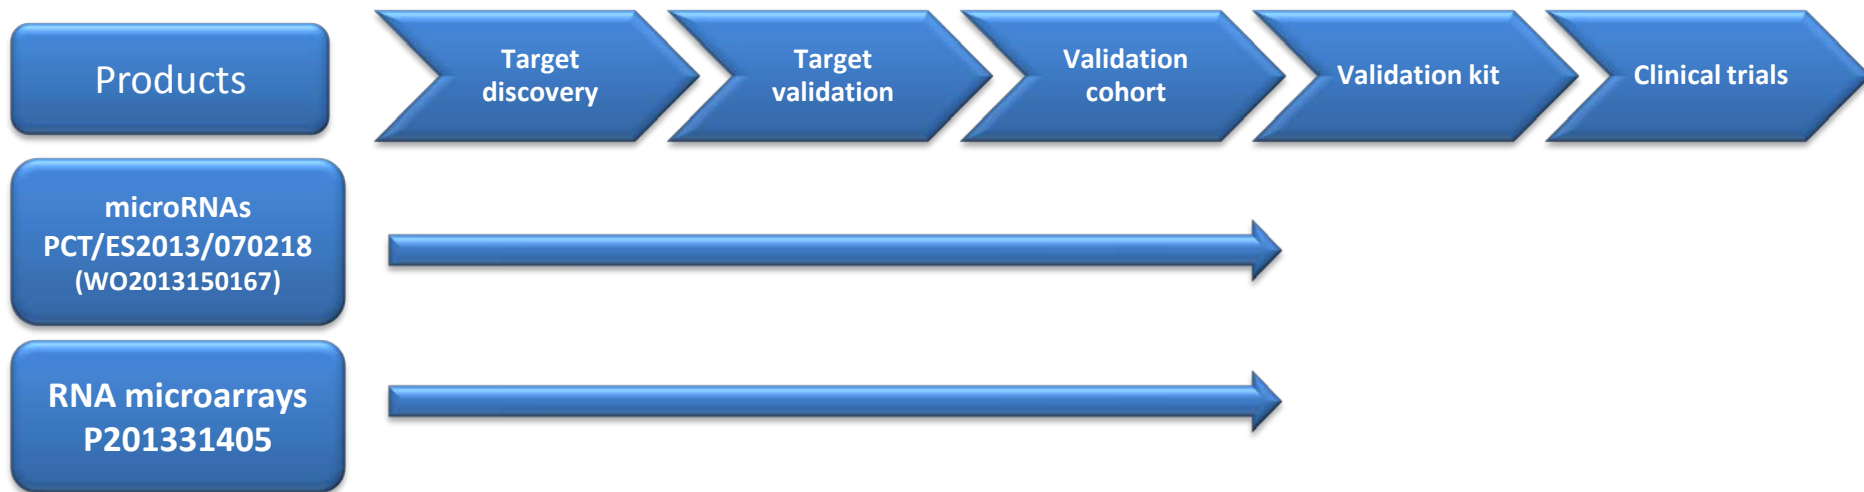 Products
Target
discovery
Target
validation
Validation
cohort
Validation kit
Clinical trials
microRNAs
PCT/ES2013/070218
(WO2013150167)
RNA microarrays
P201331405